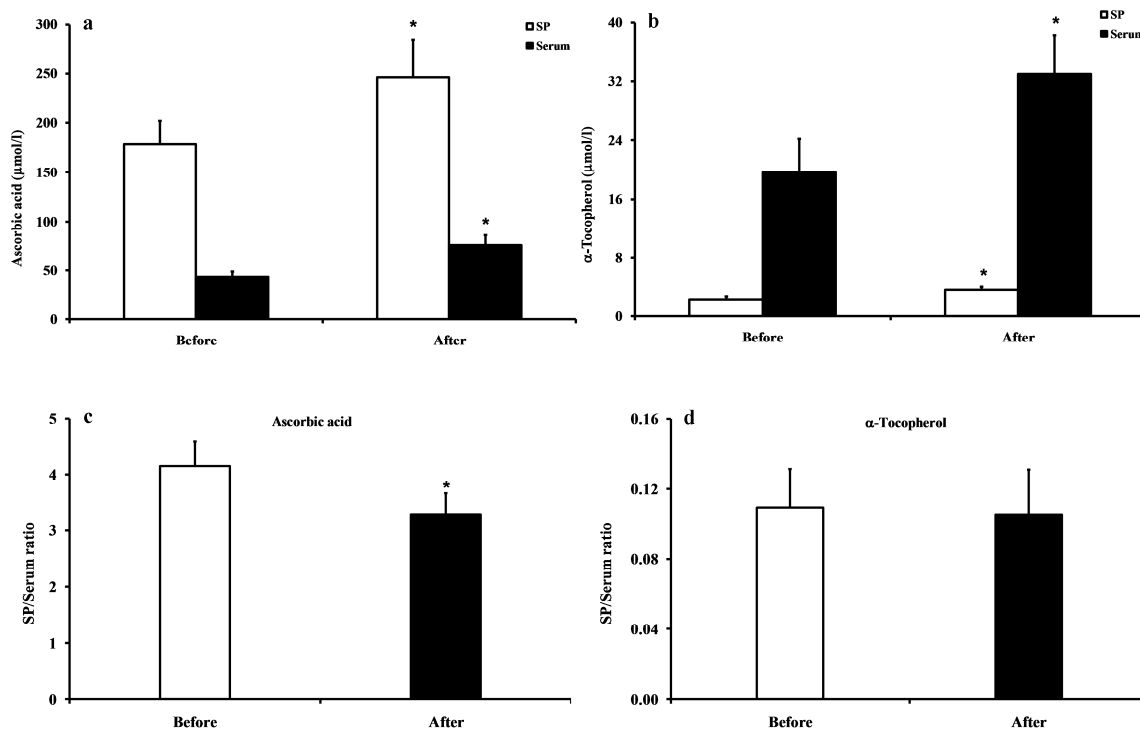 a
SP
Serum
Ascorbic acid (µmol/l)
300
250
200
150
100
50
0
*
*
Before
After
b
SP
Serum
α-Tocopherol (µmol/l)
40
32
24
16
8
0
*
*
Before
After
c
Ascorbic acid
SP/Serum ratio
5
4
3
2
1
0
*
Before
After
d
α-Tocopherol
SP/Serum ratio
0.16
0.12
0.08
0.04
0.00
Before
After